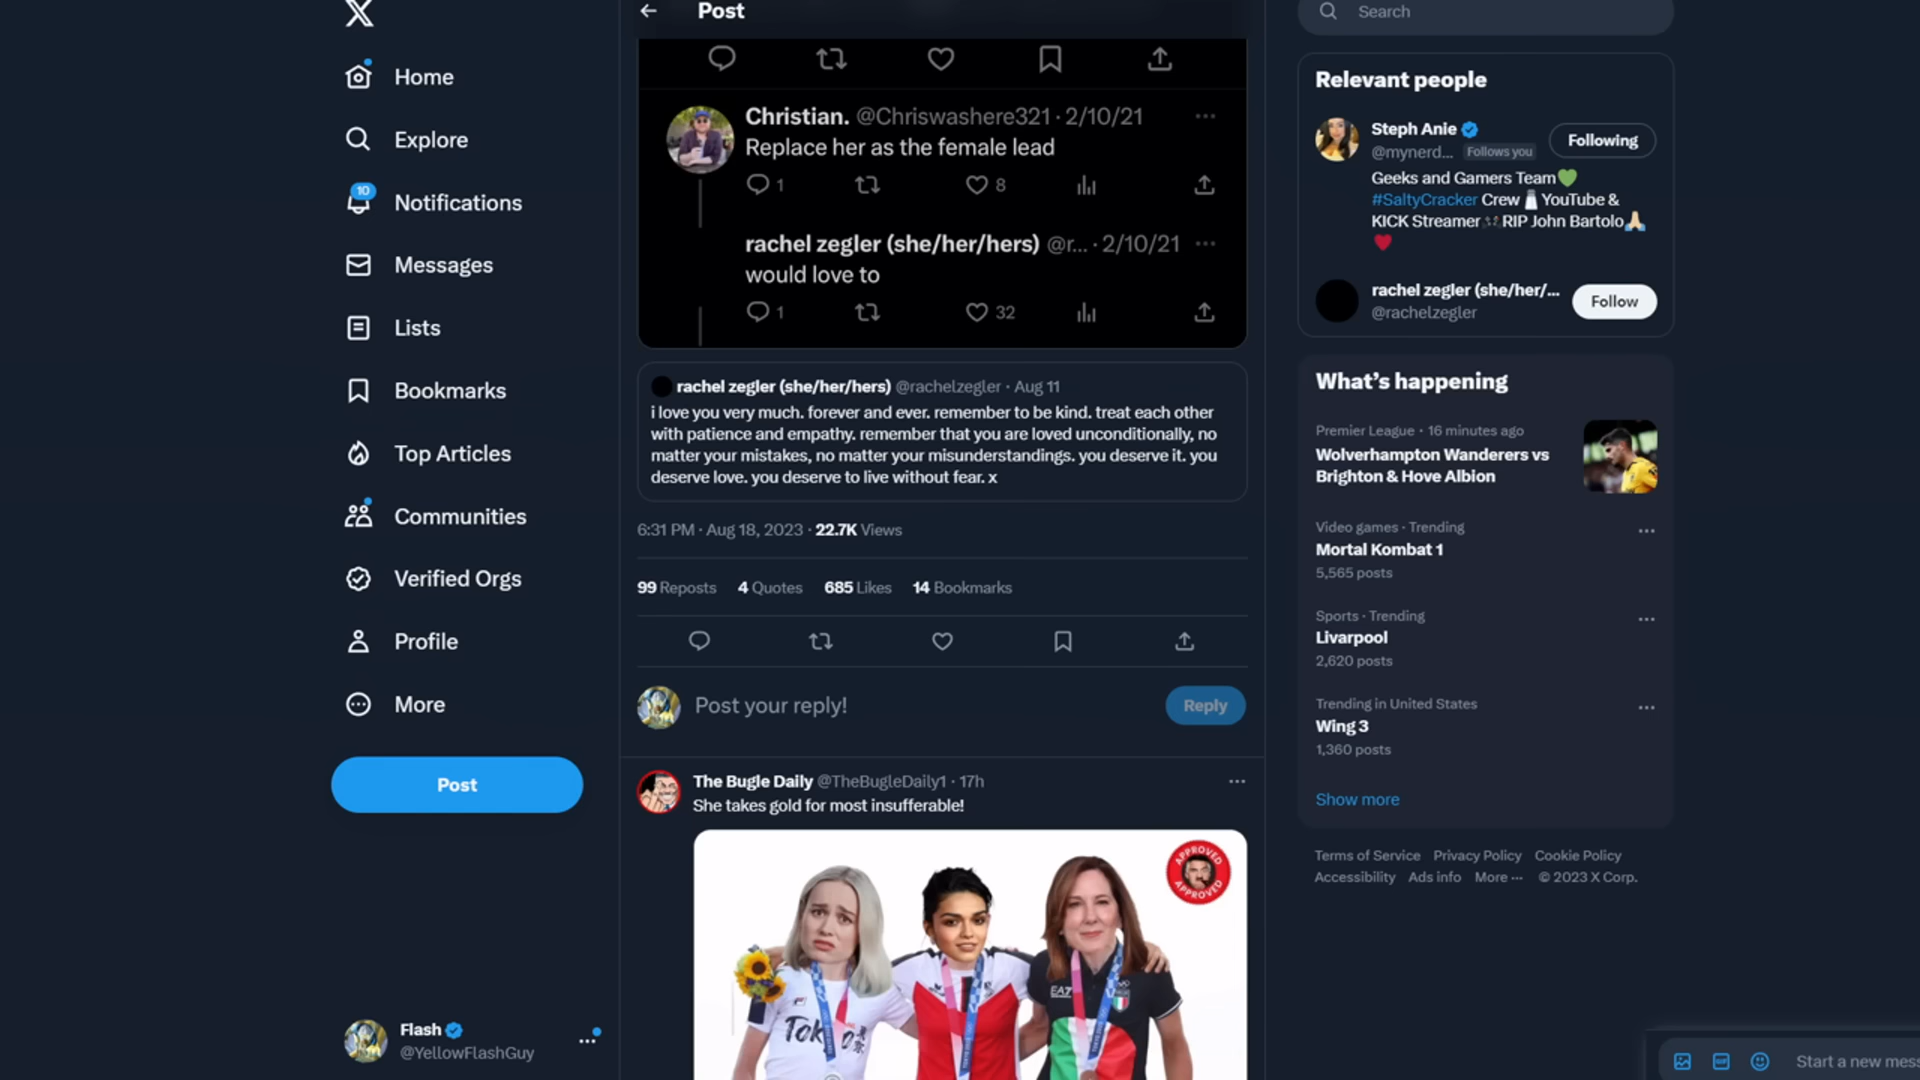 Home
Explore
10
Notifications
Messages
Lists
Bookmarks
Top Articles
Communities
Verified Orgs
Profile
More
Post
Flash
@YellowFlashGuy
Post
Christian. @Chriswashere321 · 2/10/21
Replace her as the female lead
1 8
rachel zegler (she/her/hers) @r... · 2/10/21
would love to
1 32
rachel zegler (she/her/hers) @rachelzegler · Aug 11
i love you very much. forever and ever. remember to be kind. treat each other
with patience and empathy. remember that you are loved unconditionally, no
matter your mistakes, no matter your misunderstandings. you deserve it. you
deserve love. you deserve to live without fear. x
6:31 PM · Aug 18, 2023 · 22.7K Views
99 Reposts 4 Quotes 685 Likes 14 Bookmarks
Post your reply!
Reply
The Bugle Daily @TheBugleDaily1 · 17h
She takes gold for most insufferable!
APPROVED
APPROVED
EA7
Search
Relevant people
Steph Anie
Following
@mynerd... Follows you
Geeks and Gamers Team
#SaltyCracker Crew YouTube &
KICK Streamer RIP John Bartolo
rachel zegler (she/her/...
@rachelzegler
Follow
What's happening
Premier League · 16 minutes ago
Wolverhampton Wanderers vs
Brighton & Hove Albion
Video games · Trending
Mortal Kombat 1
5,565 posts
Sports · Trending
Livarpool
2,620 posts
Trending in United States
Wing 3
1,360 posts
Show more
Terms of Service Privacy Policy Cookie Policy
Accessibility Ads info More ··· © 2023 X Corp.
GIF
Start a new mess